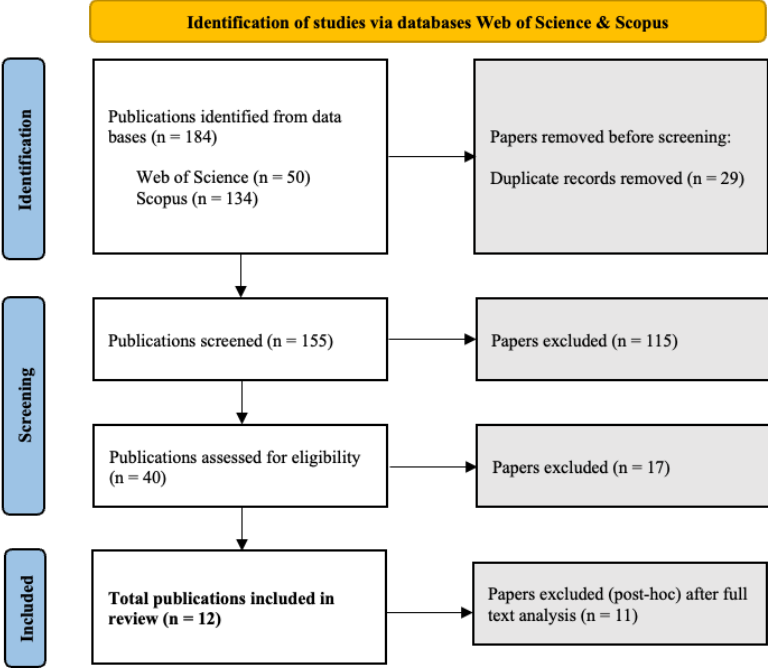 Identification of studies via databases Web of Science & Scopus
Identification
Publications identified from data
bases (n = 184)
Web of Science (n = 50)
Scopus (n = 134)
Papers removed before screening:
Duplicate records removed (n = 29)
Screening
Publications screened (n = 155)
Papers excluded (n = 115)
Publications assessed for eligibility
(n = 40)
Papers excluded (n = 17)
Included
Total publications included in
review (n = 12)
Papers excluded (post-hoc) after full
text analysis (n = 11)